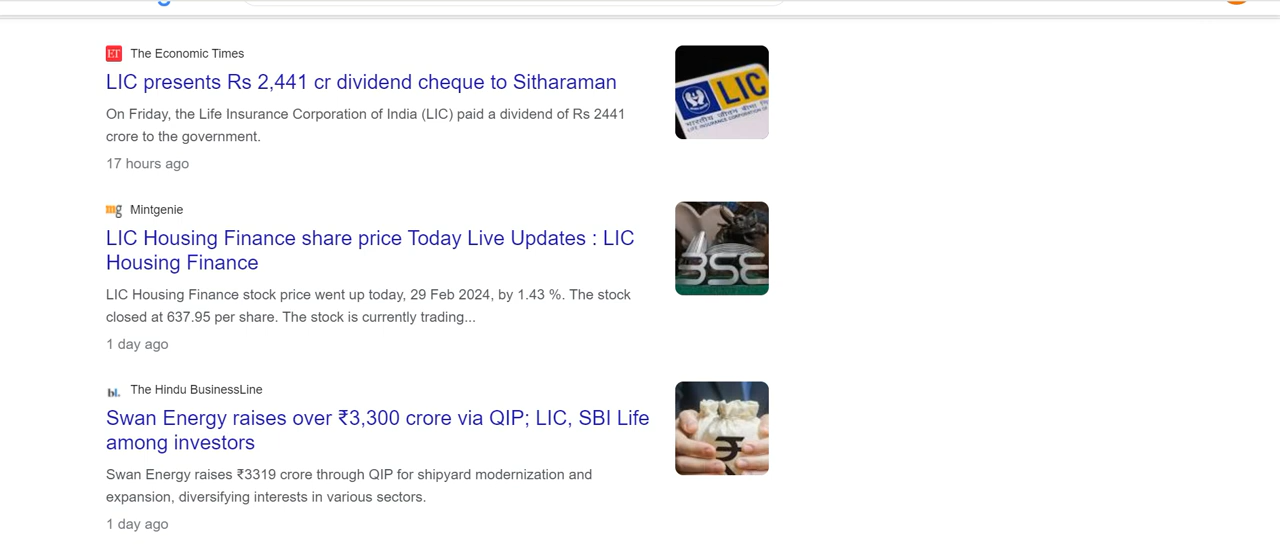 ET The Economic Times
LIC presents Rs 2,441 cr dividend cheque to Sitharaman
On Friday, the Life Insurance Corporation of India (LIC) paid a dividend of Rs 2441
crore to the government.
17 hours ago
LIC
भारतीय जीवन बीमा
LIFE INSURANCE CORPORATION
mg Mintgenie
LIC Housing Finance share price Today Live Updates : LIC
Housing Finance
LIC Housing Finance stock price went up today, 29 Feb 2024, by 1.43 %. The stock
closed at 637.95 per share. The stock is currently trading...
1 day ago
BSE
bl. The Hindu BusinessLine
Swan Energy raises over ₹3,300 crore via QIP; LIC, SBI Life
among investors
Swan Energy raises ₹3319 crore through QIP for shipyard modernization and
expansion, diversifying interests in various sectors.
1 day ago
₹